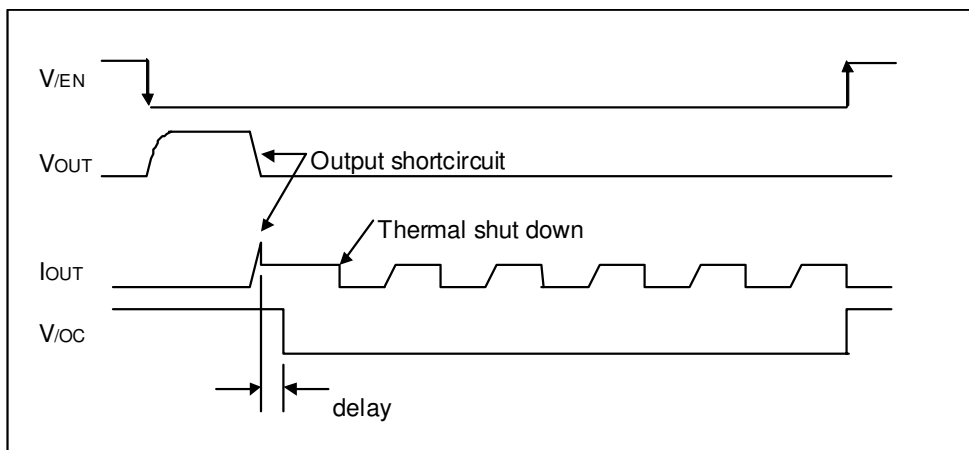 V/EN
VOUT
Output shortcircuit
Thermal shut down
IOUT
V/OC
delay